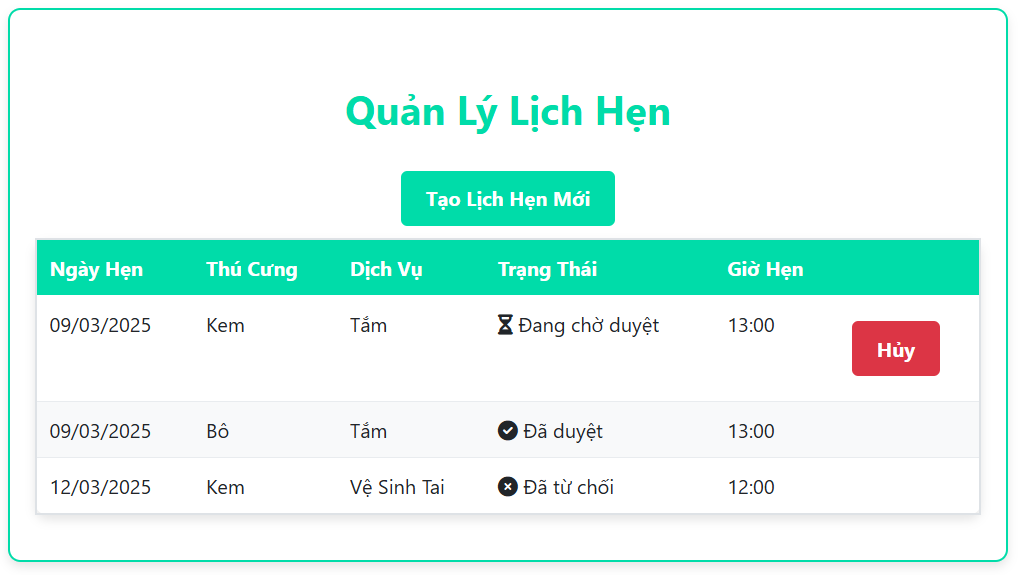 Quản Lý Lịch Hẹn
Tạo Lịch Hẹn Mới
Ngày Hẹn Thú Cưng Dịch Vụ Trạng Thái Giờ Hẹn
09/03/2025 Kem Tắm Đang chờ duyệt 13:00 Hủy
09/03/2025 Bô Tắm Đã duyệt 13:00
12/03/2025 Kem Vệ Sinh Tai Đã từ chối 12:00